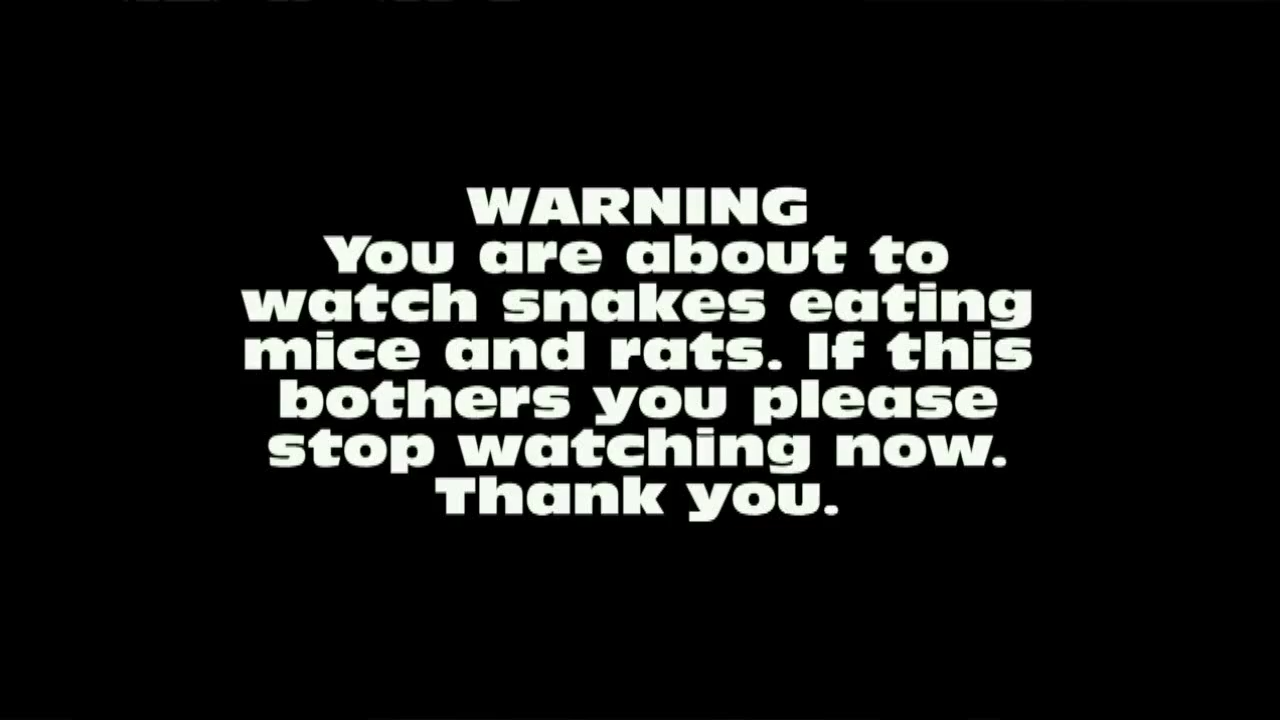 WARNING
You are about to
watch snakes eating
mice and rats. If this
bothers you please
stop watching now.
Thank you.